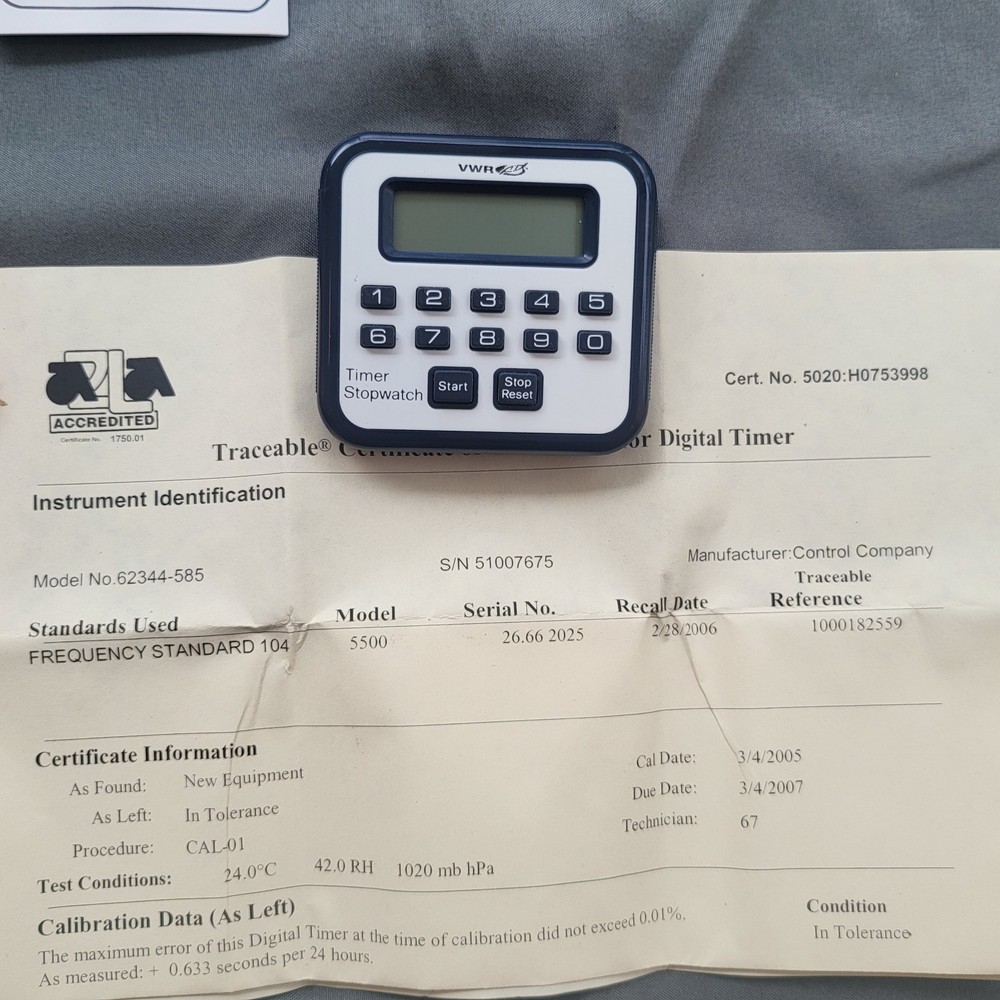 VWR
1 2 3 4 5
6 7 8 9 0
Timer
Stopwatch
Start
Stop
Reset
A2LA
ACCREDITED
Certificate No. 1750.01
Cert. No. 5020:H0753998
Traceable® or Digital Timer
Instrument Identification
Model No.62344-585 S/N 51007675 Manufacturer:Control Company
Standards Used Model Serial No. Recall Date Traceable Reference
FREQUENCY STANDARD 104 5500 26.66 2025 2/28/2006 1000182559
Certificate Information
As Found: New Equipment Cal Date: 3/4/2005
As Left: In Tolerance Due Date: 3/4/2007
Procedure: CAL-01 Technician: 67
Test Conditions: 24.0°C 42.0 RH 1020 mb hPa
Calibration Data (As Left) Condition
The maximum error of this Digital Timer at the time of calibration did not exceed 0.01%. In Tolerance
As measured: + 0.633 seconds per 24 hours.